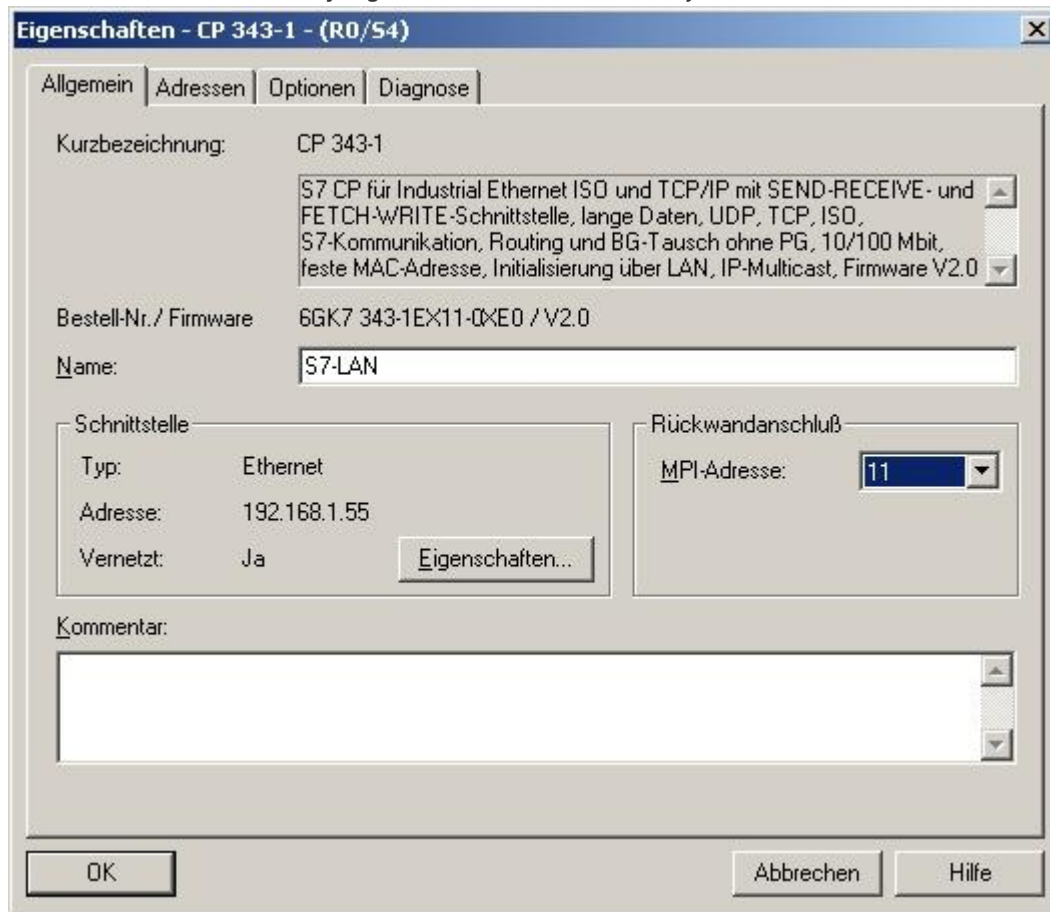 Eigenschaften - CP 343-1 - (R0/S4)
Allgemein Adressen Optionen Diagnose
Kurzbezeichnung: CP 343-1
S7 CP für Industrial Ethernet ISO und TCP/IP mit SEND-RECEIVE- und
FETCH-WRITE-Schnittstelle, lange Daten, UDP, TCP, ISO,
S7-Kommunikation, Routing und BG-Tausch ohne PG, 10/100 Mbit,
feste MAC-Adresse, Initialisierung über LAN, IP-Multicast, Firmware V2.0
Bestell-Nr./ Firmware 6GK7 343-1EX11-0XE0 / V2.0
Name: S7-LAN
Schnittstelle Rückwandanschluß
Typ: Ethernet MPI-Adresse: 11
Adresse: 192.168.1.55
Vernetzt: Ja Eigenschaften...
Kommentar:
OK Abbrechen Hilfe